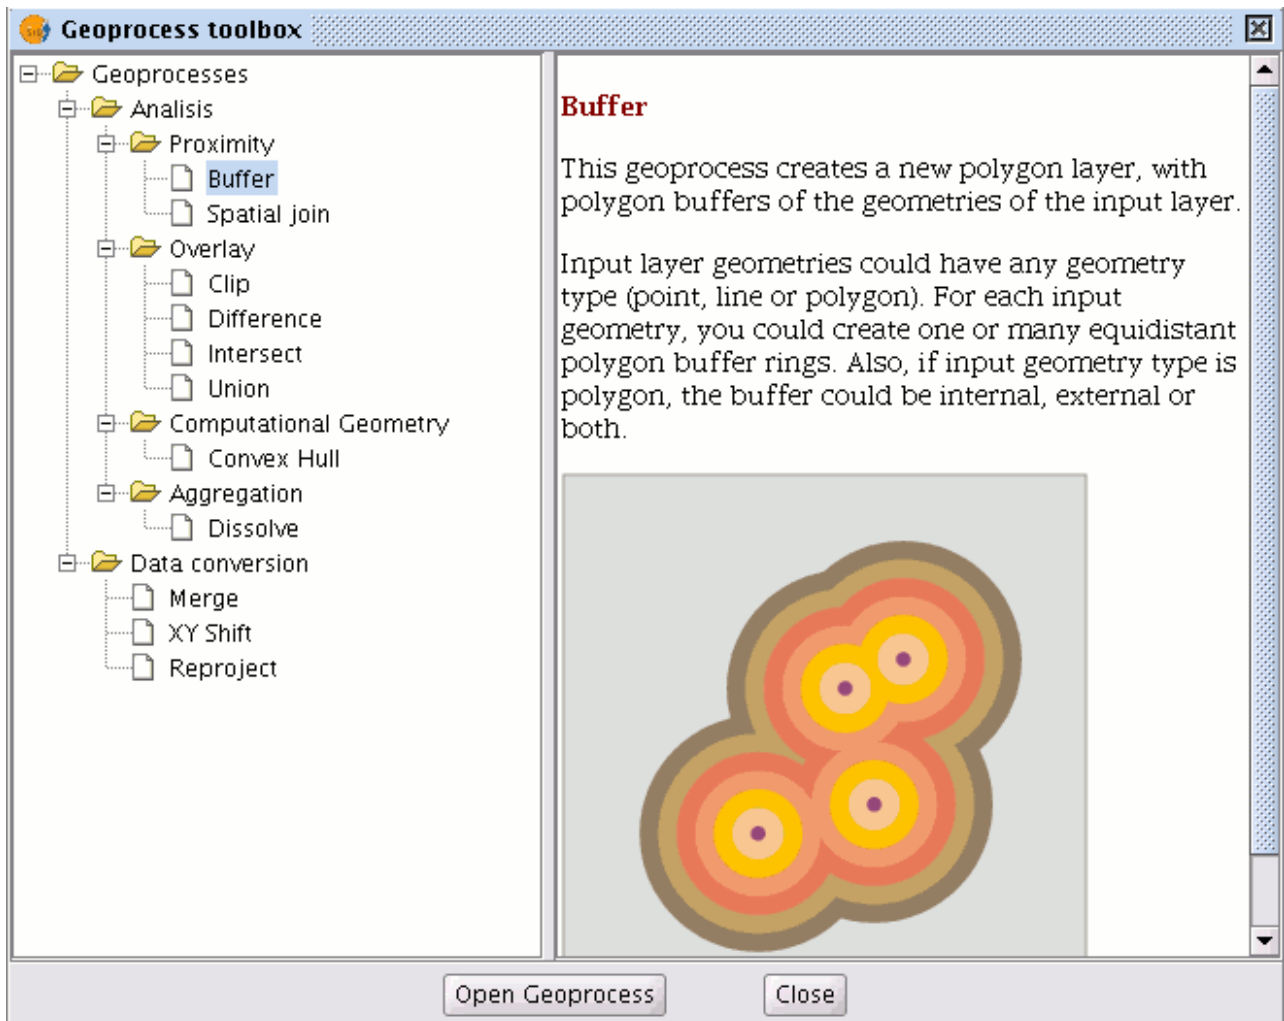 Geoprocess toolbox
Geoprocesses
Analisis
Proximity
Buffer
Spatial join
Overlay
Clip
Difference
Intersect
Union
Computational Geometry
Convex Hull
Aggregation
Dissolve
Data conversion
Merge
XY Shift
Reproject
Buffer
This geoprocess creates a new polygon layer, with
polygon buffers of the geometries of the input layer.
Input layer geometries could have any geometry
type (point, line or polygon). For each input
geometry, you could create one or many equidistant
polygon buffer rings. Also, if input geometry type is
polygon, the buffer could be internal, external or
both.
Open Geoprocess
Close